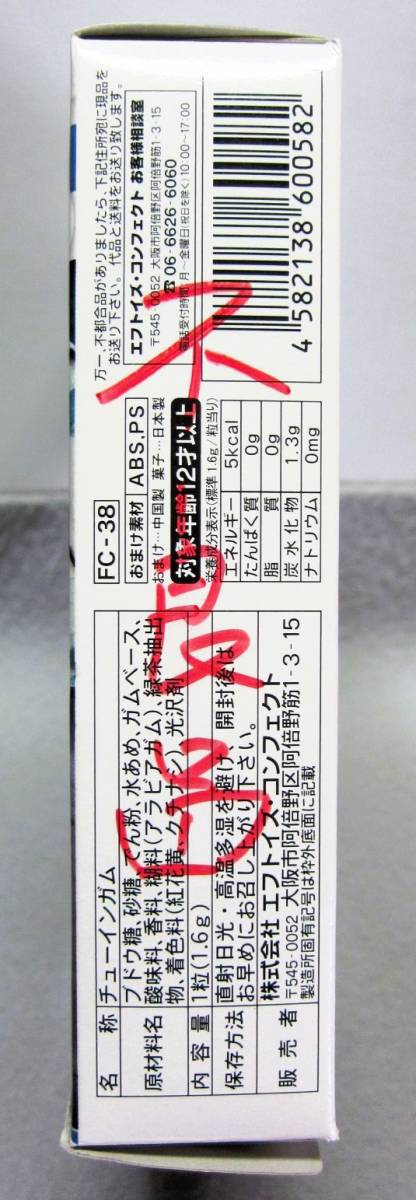 名　　称 チューインガム
原材料名 ブドウ糖、砂糖、でん粉、水あめ、ガムベース、
酸味料、香料、糊料(アラビアガム)、緑茶抽出
物、着色料(紅花黄、クチナシ)、光沢剤
内 容 量 1粒(1.6g)
保存方法 直射日光・高温多湿を避け、開封後は
お早めにお召し上がり下さい。
販 売 者 株式会社 エフトイズ・コンフェクト
〒545-0052 大阪市阿倍野区阿倍野筋1-3-15
製造所固有記号は枠外底面に記載
FC-38
おまけ素材 ABS,PS
おまけ…中国製 菓子…日本製
対象年齢12才以上
栄養成分表示(標準 1.6g/粒当り)
エネルギー 5kcal
たんぱく質 0g
脂　　質 0g
炭水化物 1.3g
ナトリウム 0mg
万一、不都合品がありましたら、下記住所宛に現品を
お送り下さい。代品と送料をお送り致します。
エフトイズ・コンフェクト お客様相談室
〒545-0052 大阪市阿倍野区阿倍野筋1-3-15
☎06-6626-6060
電話受付時間 月～金曜日(祝日を除く)10:00～17:00
4 582138 600582